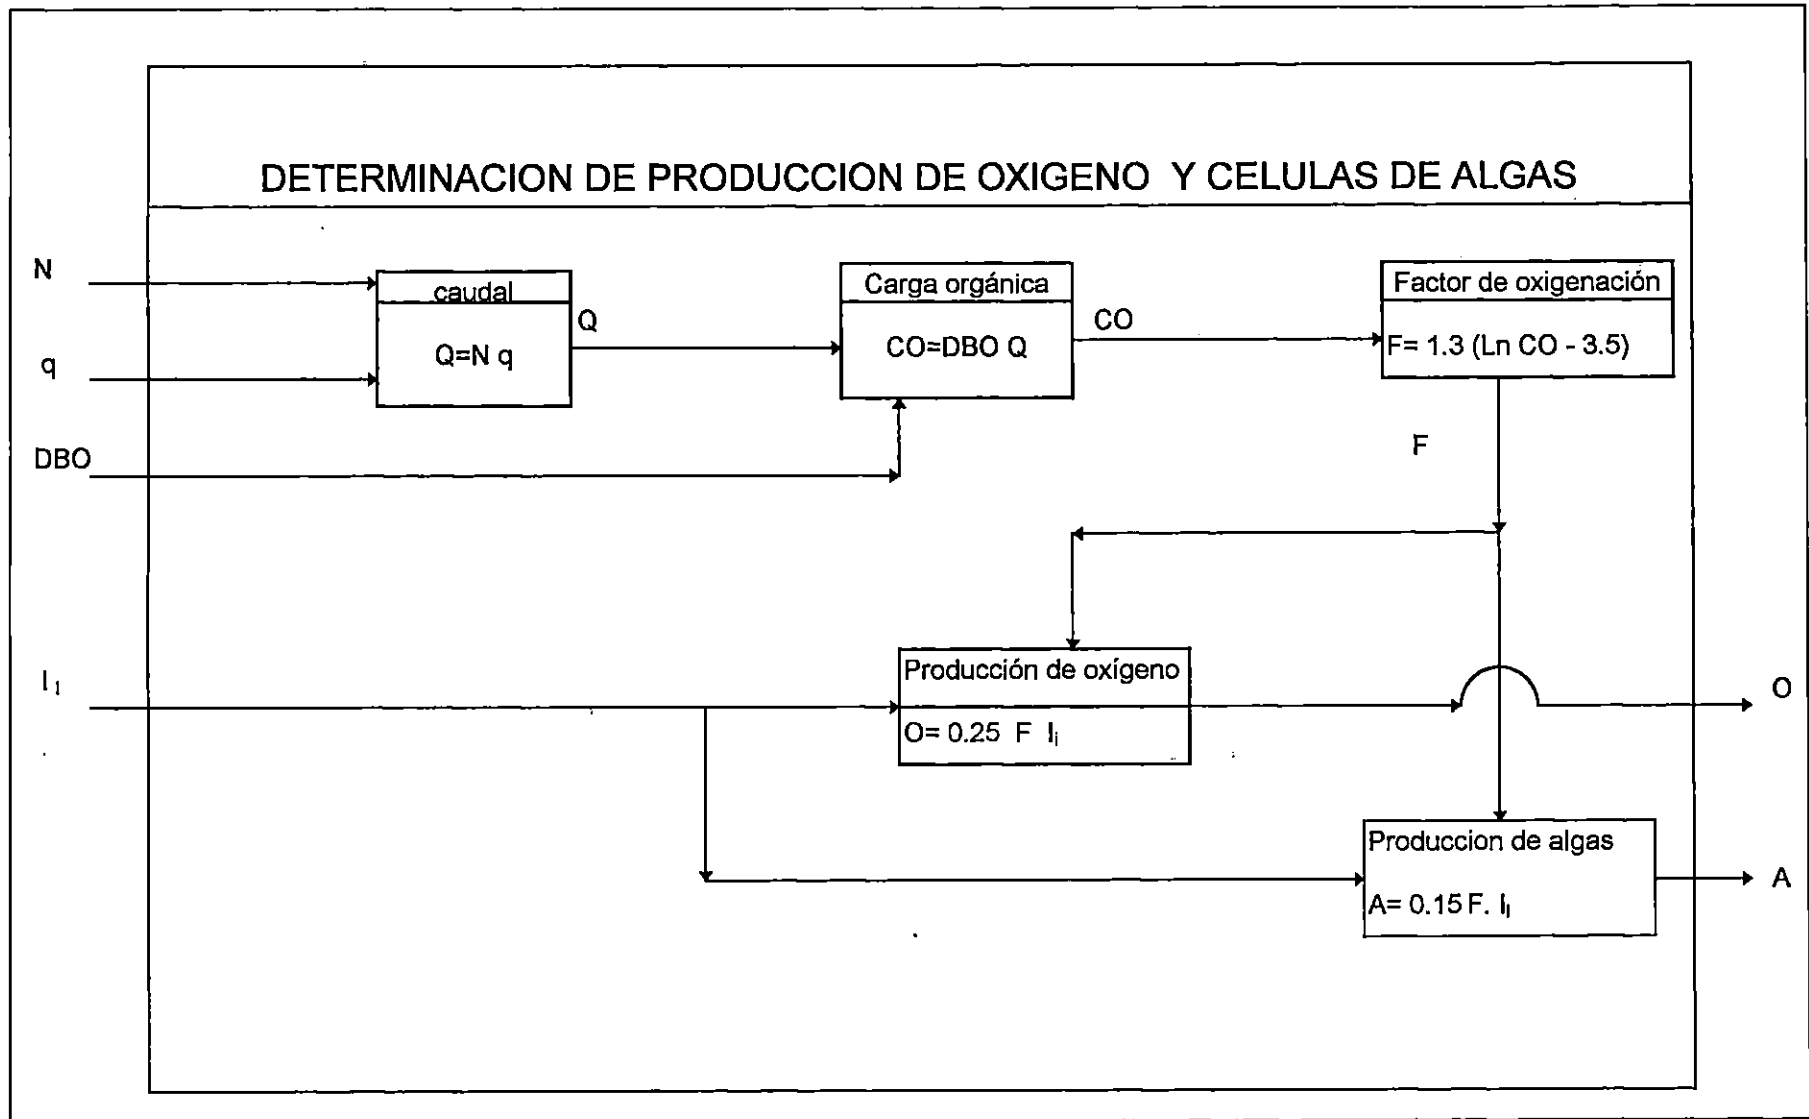 DETERMINACION DE PRODUCCION DE OXIGENO Y CELULAS DE ALGAS
N
caudal
Q=N q
Q
Carga orgánica
CO=DBO Q
CO
Factor de oxigenación
F= 1.3 (Ln CO - 3.5)
q
DBO
F
I₁
Producción de oxígeno
O= 0.25 F Iᵢ
O
Produccion de algas
A= 0.15 F. Iₗ
A